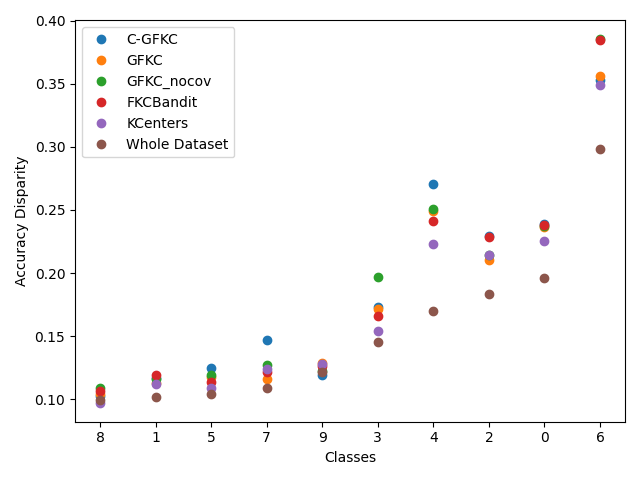 C-GFKC
GFKC
GFKC_nocov
FKCBandit
KCenters
Whole Dataset
Accuracy Disparity
0.40
0.35
0.30
0.25
0.20
0.15
0.10
8 1 5 7 9 3 4 2 0 6
Classes